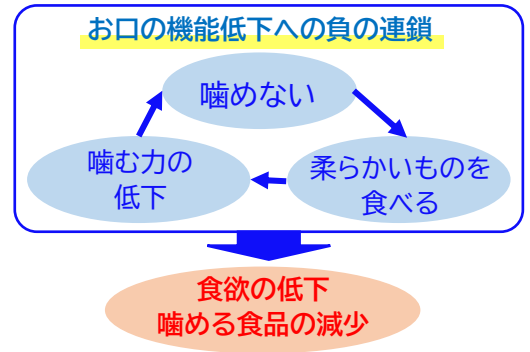 お口の機能低下への負の連鎖
噛めない
柔らかいものを
食べる
噛む力の
低下
食欲の低下
噛める食品の減少